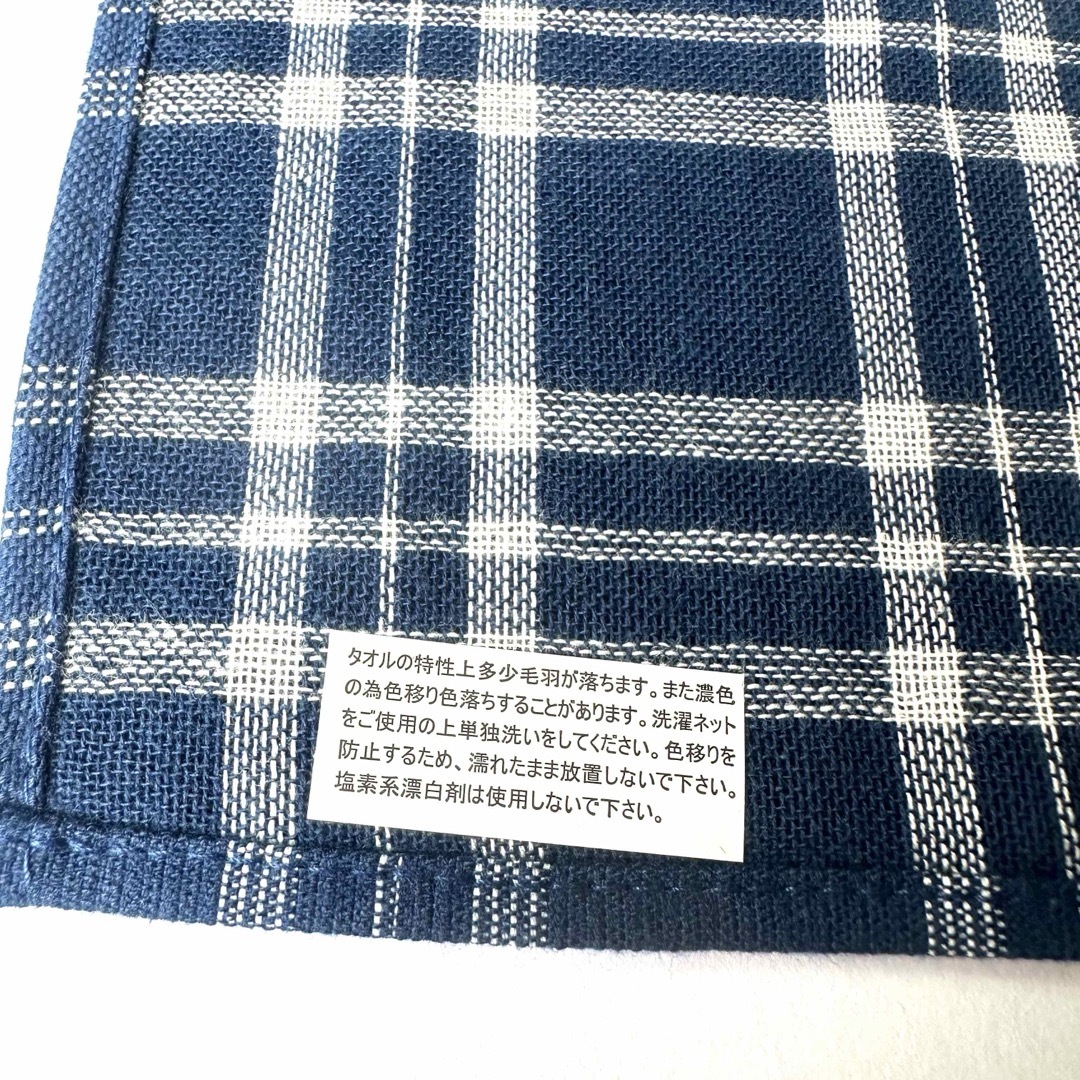 タオルの特性上多少毛羽が落ちます。また濃色
の為色移り色落ちすることがあります。洗濯ネット
をご使用の上単独洗いをしてください。色移りを
防止するため、濡れたまま放置しないで下さい。
塩素系漂白剤は使用しないで下さい。